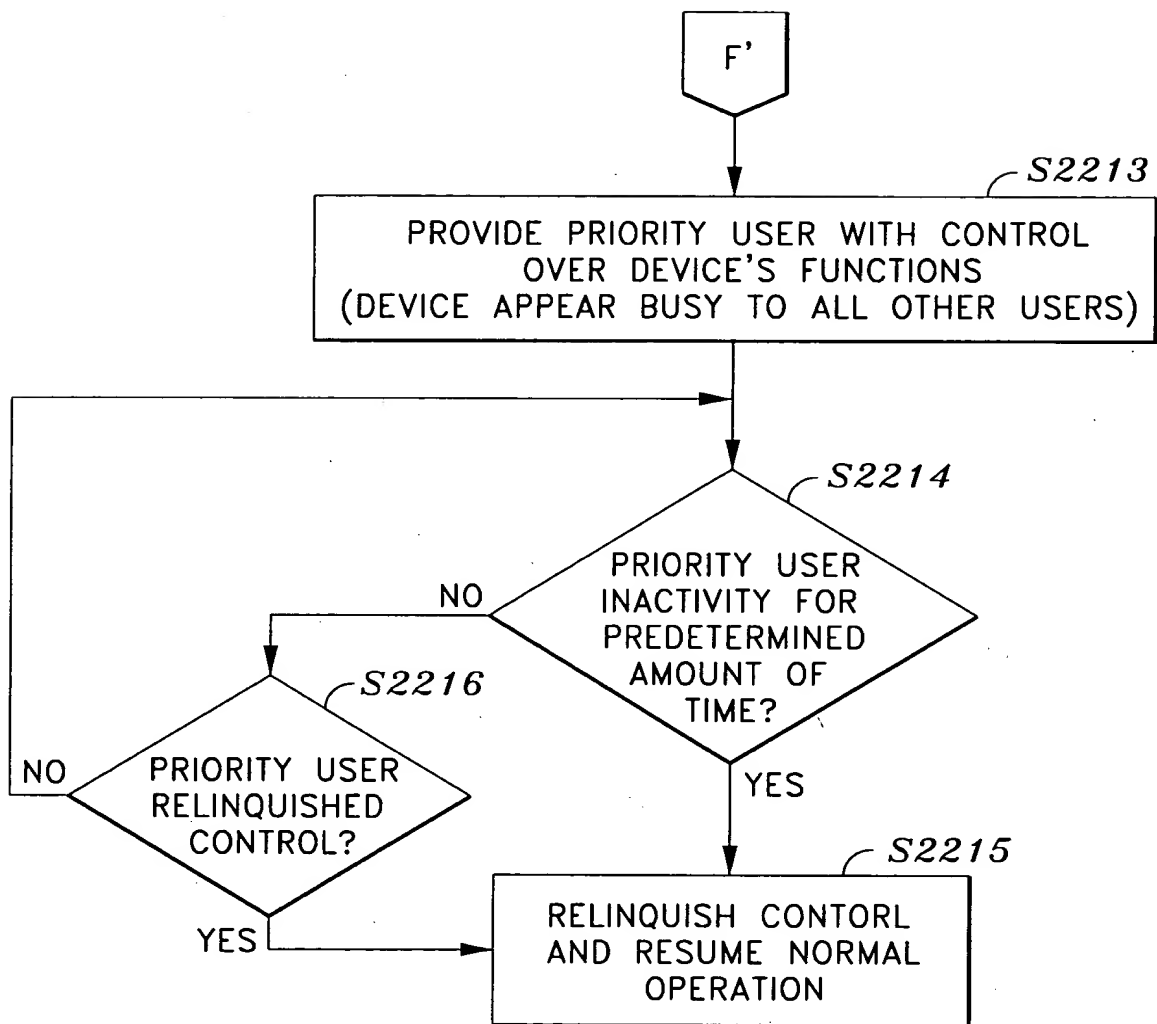 F'
S2213
PROVIDE PRIORITY USER WITH CONTROL
OVER DEVICE'S FUNCTIONS
(DEVICE APPEAR BUSY TO ALL OTHER USERS)
S2214
PRIORITY USER
INACTIVITY FOR
PREDETERMINED
AMOUNT OF
TIME?
NO
S2216
PRIORITY USER
RELINQUISHED
CONTROL?
NO
YES
YES
S2215
RELINQUISH CONTORL
AND RESUME NORMAL
OPERATION